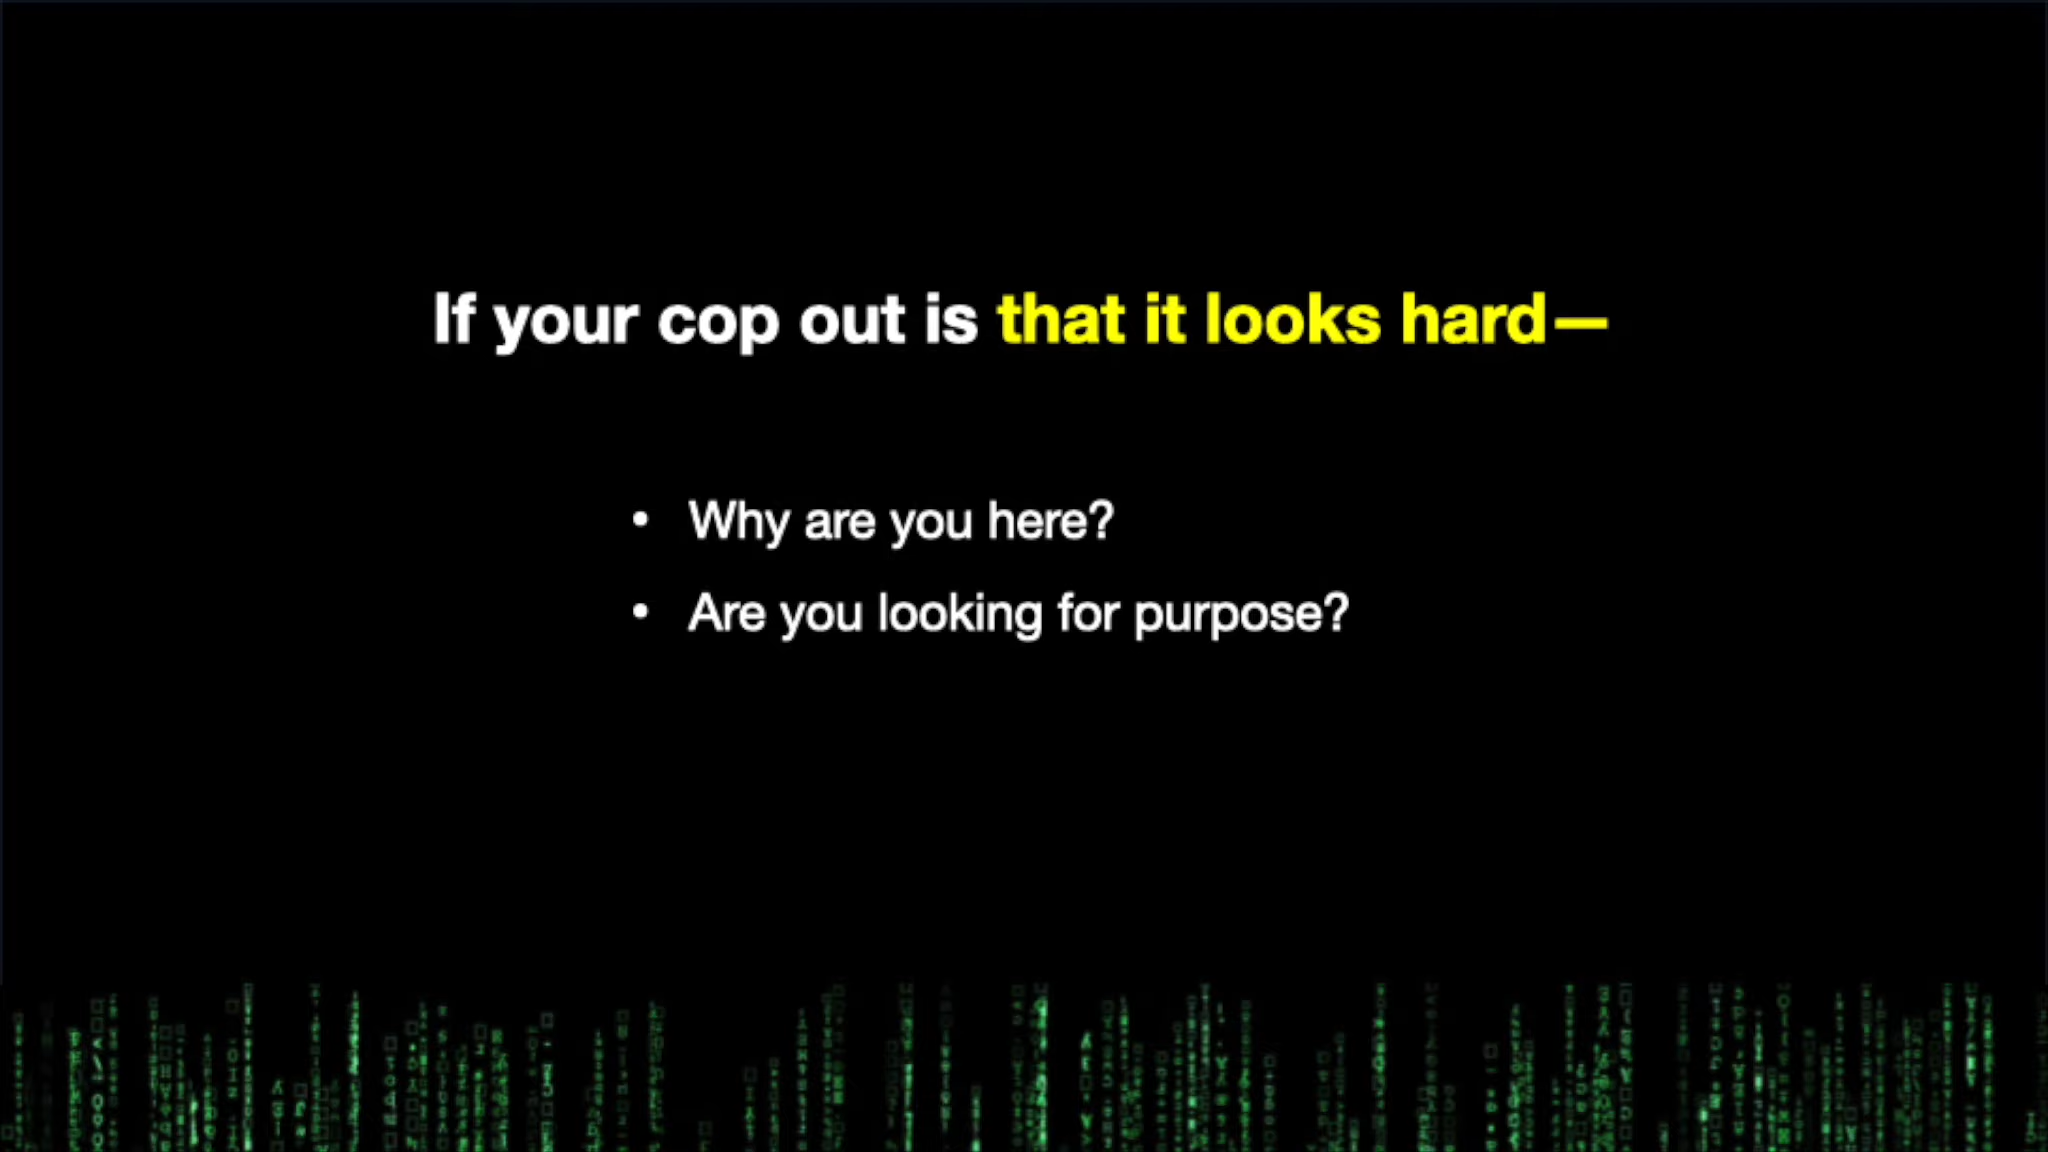 If your cop out is that it looks hard—
• Why are you here?
• Are you looking for purpose?